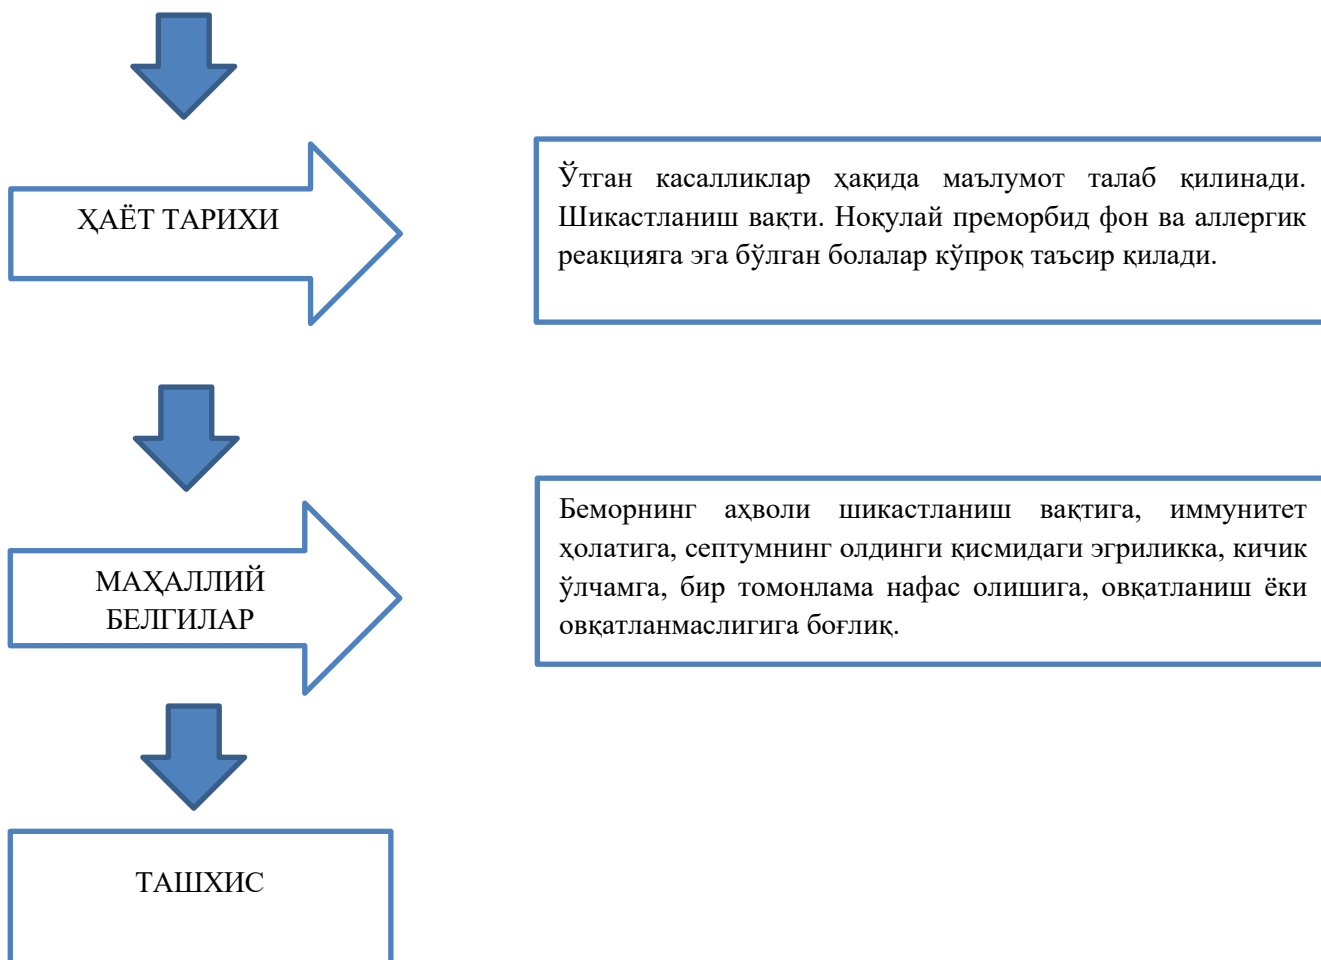 ҲАЁТ ТАРИХИ
Ўтган касалликлар ҳақида маълумот талаб қилинади.
Шикастланиш вақти. Ноқулай преморбид фон ва аллергик
реакцияга эга бўлган болалар кўпроқ таъсир қилади.
МАҲАЛЛИЙ
БЕЛГИЛАР
Беморнинг аҳволи шикастланиш вақтига, иммунитет
ҳолатига, септумнинг олдинги қисмидаги эгриликка, кичик
ўлчамга, бир томонлама нафас олишига, овқатланиш ёки
овқатланмаслигига боғлиқ.
ТАШХИС